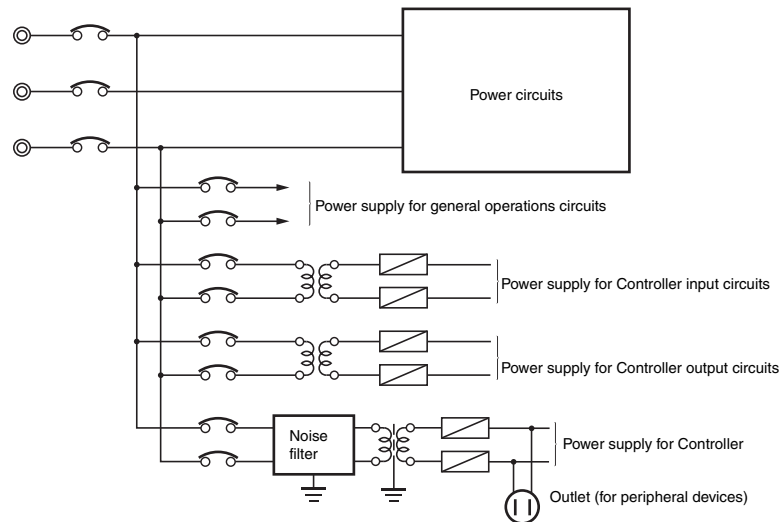 Power circuits
Power supply for general operations circuits
Power supply for Controller input circuits
Power supply for Controller output circuits
Noise
filter
Power supply for Controller
Outlet (for peripheral devices)